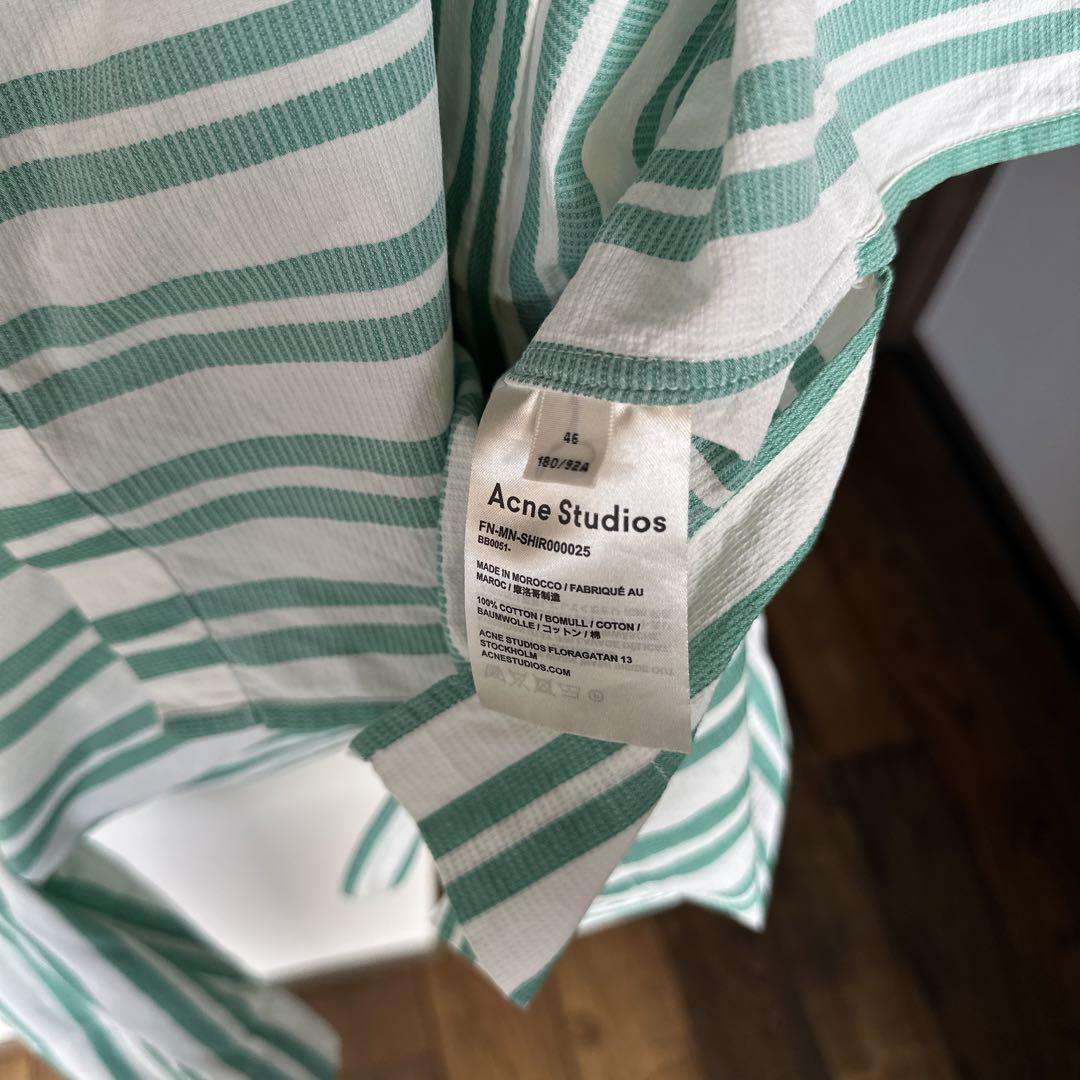 46
180/92A
Acne Studios
FN-MN-SHIR000025
BB0051-
MADE IN MOROCCO / FABRIQUÉ AU
MAROC / 摩洛哥制造
100% COTTON / BOMULL / COTON /
BAUMWOLLE / コットン / 棉
ACNE STUDIOS FLORAGATAN 13
STOCKHOLM
ACNESTUDIOS.COM